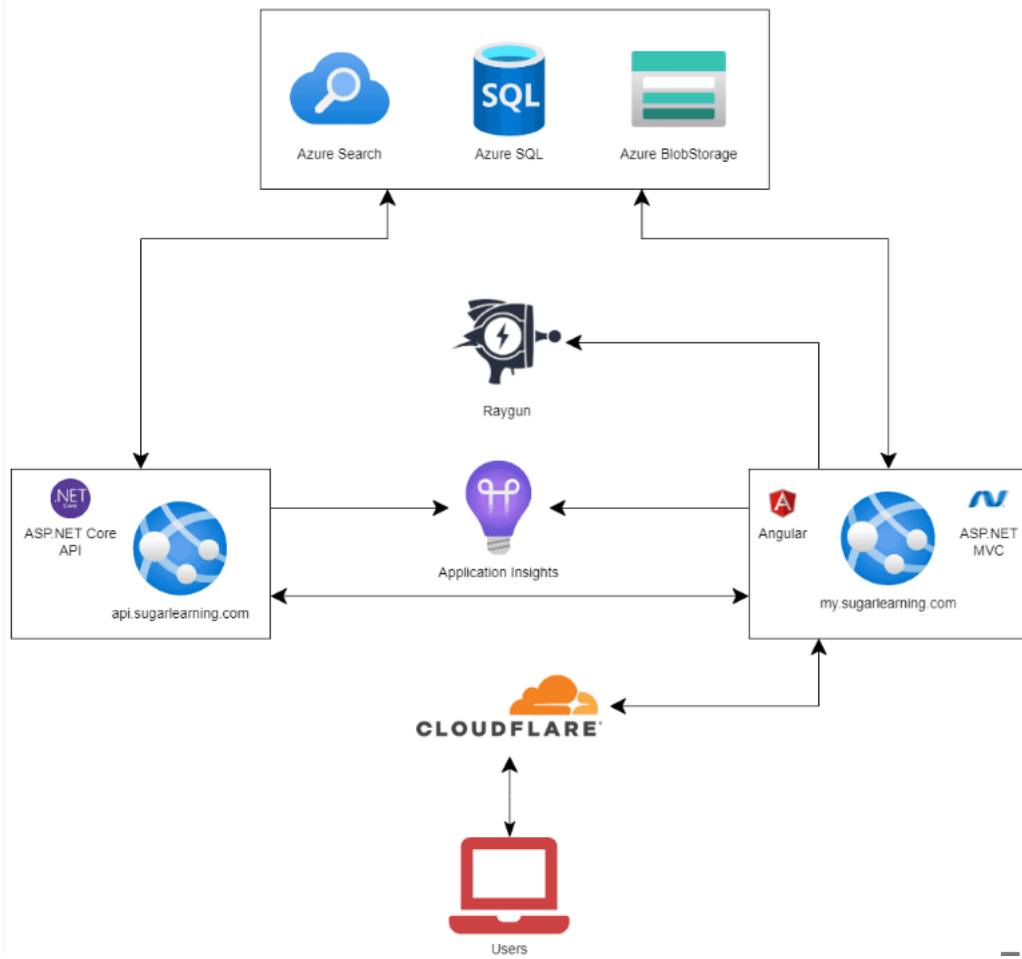 SQL
Azure Search
Azure SQL
Azure BlobStorage
Raygun
.NET
Core
ASP.NET Core
API
api.sugarlearning.com
Application Insights
Angular
ASP.NET
MVC
my.sugarlearning.com
CLOUDFLARE
Users